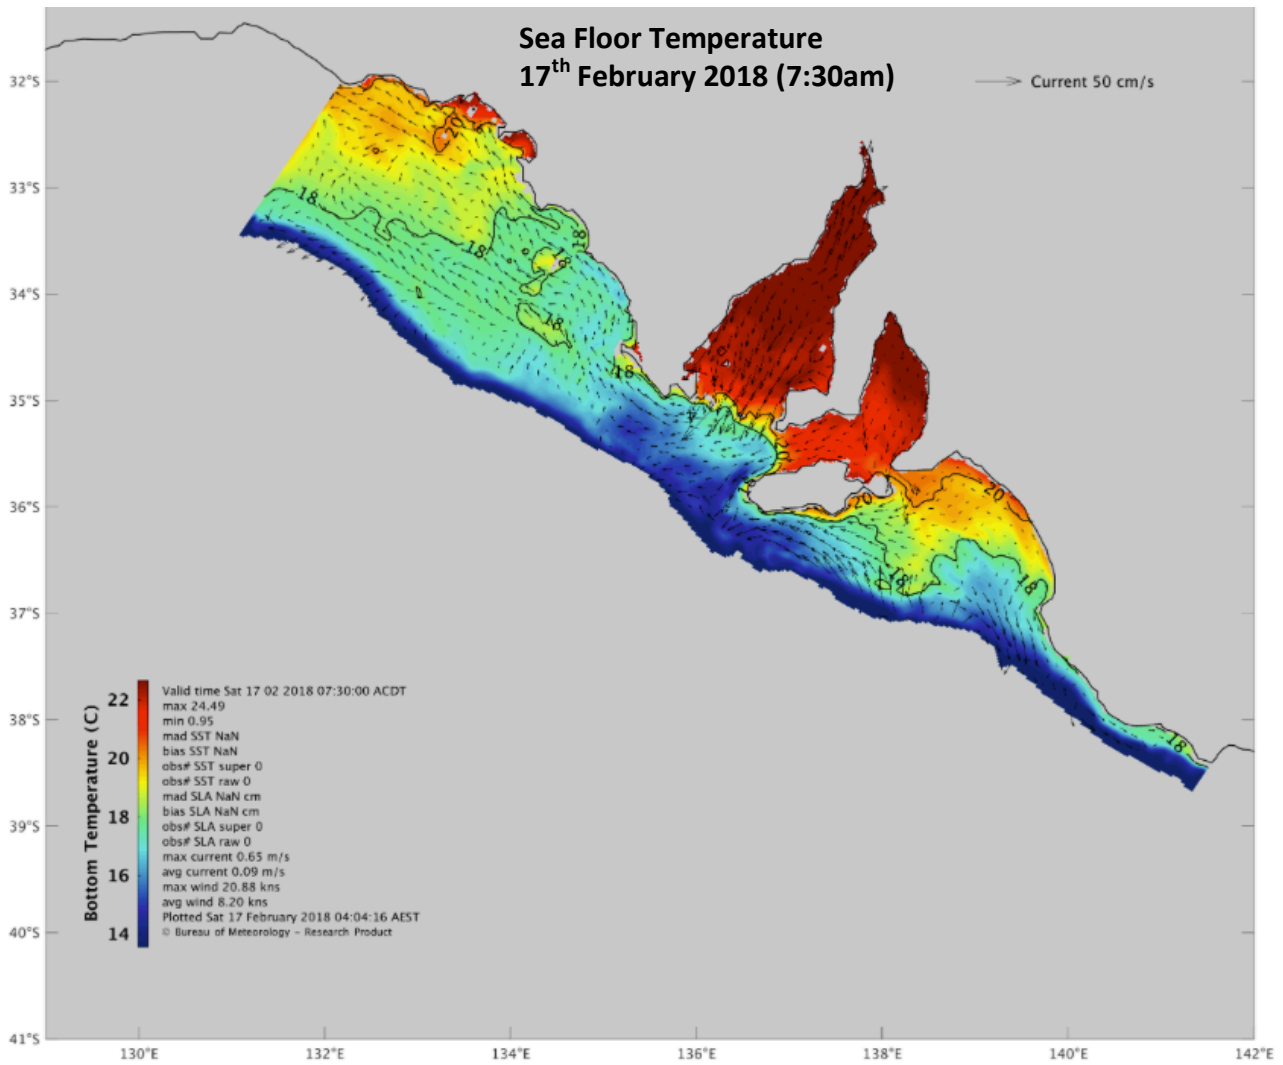 Sea Floor Temperature
17th February 2018 (7:30am)
Current 50 cm/s
32°S
33°S
34°S
35°S
36°S
37°S
38°S
39°S
40°S
41°S
20
18
18
18
18
18
18
20
20
20
18
18
18
Bottom Temperature (C)
22
20
18
16
14
Valid time Sat 17 02 2018 07:30:00 ACDT
max 24.49
min 0.95
mad SST NaN
bias SST NaN
obs# SST super 0
obs# SST raw 0
mad SLA NaN cm
bias SLA NaN cm
obs# SLA super 0
obs# SLA raw 0
max current 0.65 m/s
avg current 0.09 m/s
max wind 20.88 kns
avg wind 8.20 kns
Plotted Sat 17 February 2018 04:04:16 AEST
© Bureau of Meteorology – Research Product
130°E
132°E
134°E
136°E
138°E
140°E
142°E